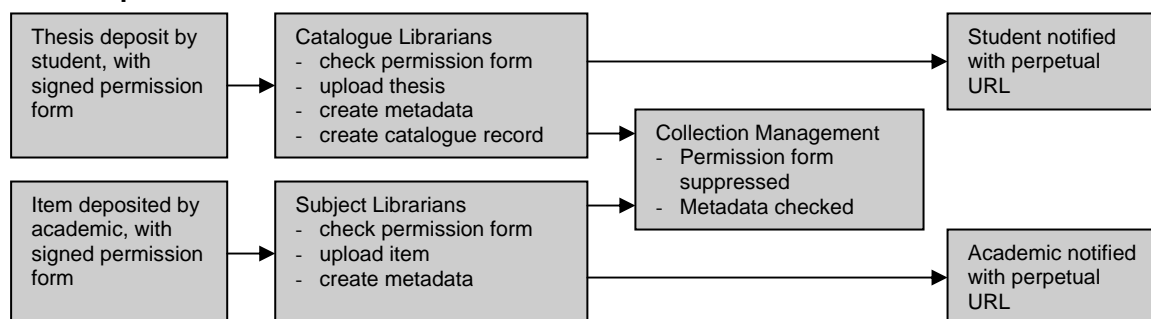 Thesis deposit by
student, with
signed permission
form
Catalogue Librarians
- check permission form
- upload thesis
- create metadata
- create catalogue record
Student notified
with perpetual
URL
Collection Management
- Permission form
suppressed
- Metadata checked
Item deposited by
academic, with
signed permission
form
Subject Librarians
- check permission form
- upload item
- create metadata
Academic notified
with perpetual
URL